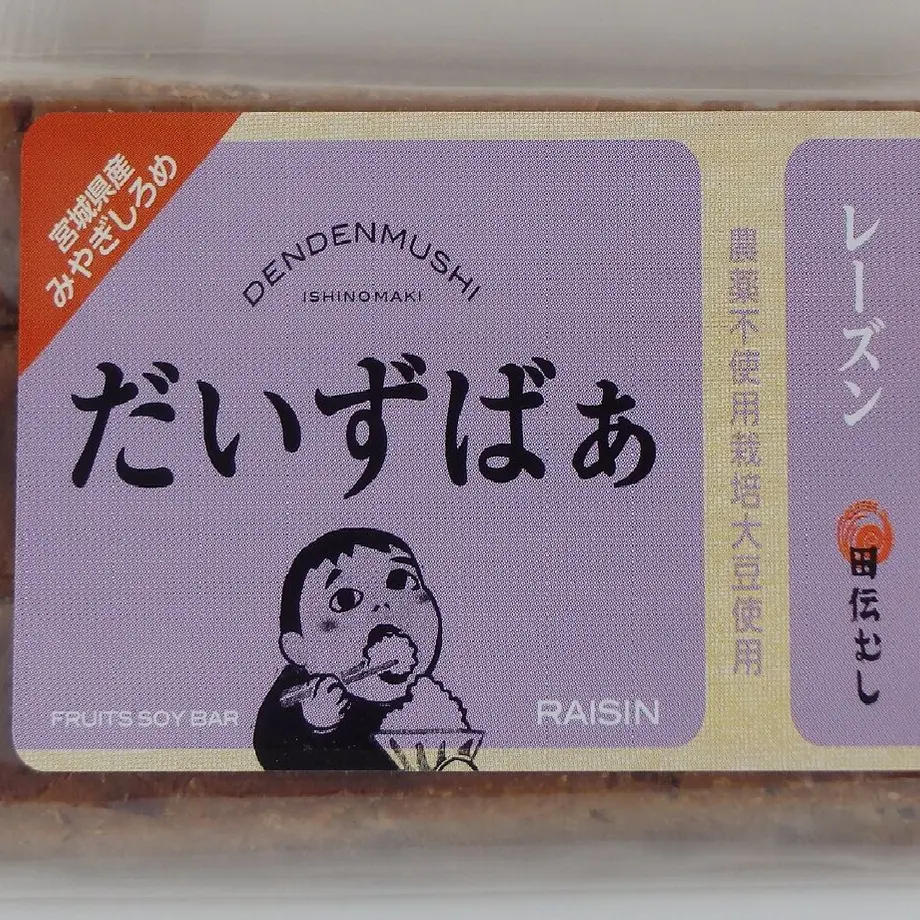 宮城県産
みやぎしろめ
DENDENMUSHI
ISHINOMAKI
だいずばぁ
FRUITS SOY BAR
RAISIN
農薬不使用栽培大豆使用
レーズン
田伝むし